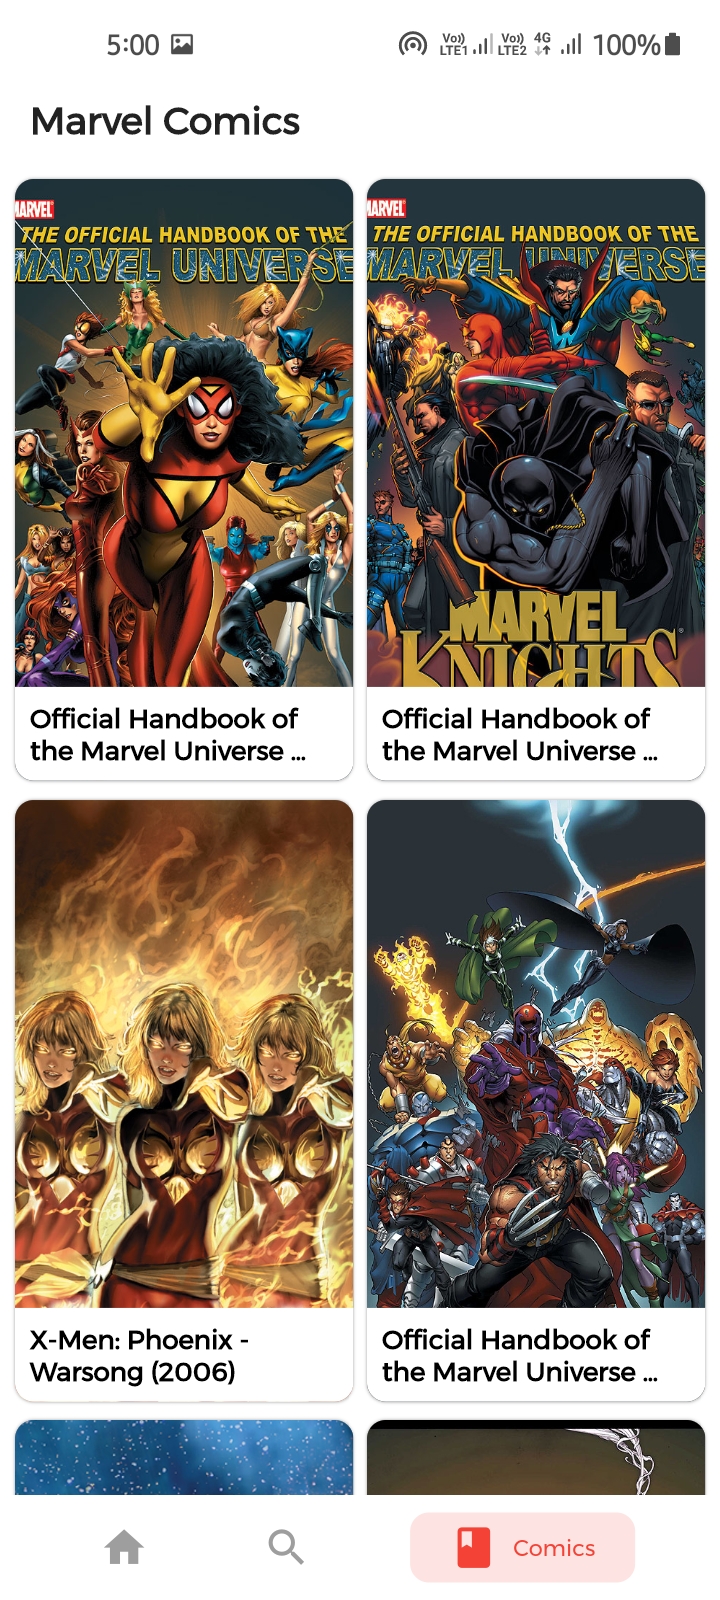 5:00
Vo)) LTE1 Vo)) LTE2 4G 100%
Marvel Comics
MARVEL
THE OFFICIAL HANDBOOK OF THE
MARVEL UNIVERSE
MARVEL
THE OFFICIAL HANDBOOK OF THE
MARVEL UNIVERSE
MARVEL
KNIGHTS
Official Handbook of
the Marvel Universe ...
Official Handbook of
the Marvel Universe ...
X-Men: Phoenix -
Warsong (2006)
Official Handbook of
the Marvel Universe ...
Comics